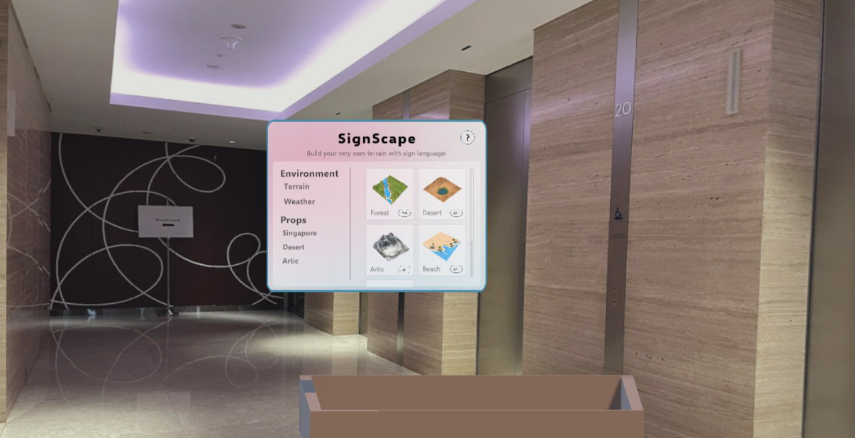 SignScape
?
Build your very own terrain with sign language!
Environment
Terrain
Weather
Props
Singapore
Desert
Artic
Forest
Desert
Artic
Beach
20